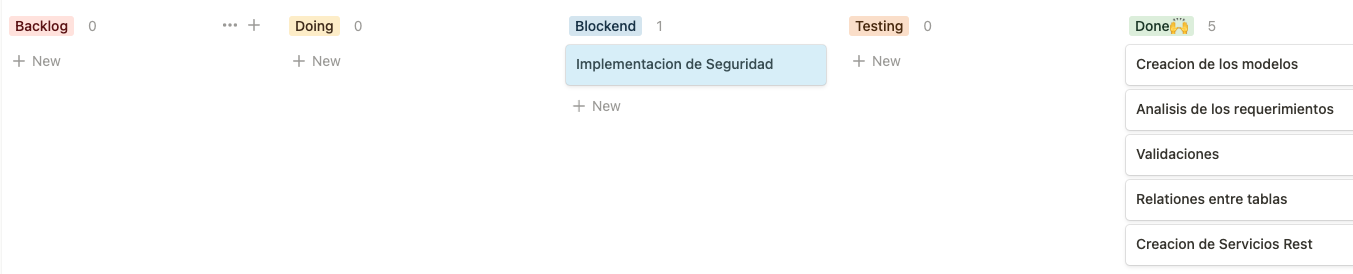 Backlog 0 ••• +
Doing 0
Blockend 1
Testing 0
Done🙌 5
+ New
+ New
Implementacion de Seguridad
+ New
+ New
Creacion de los modelos
Analisis de los requerimientos
Validaciones
Relationes entre tablas
Creacion de Servicios Rest